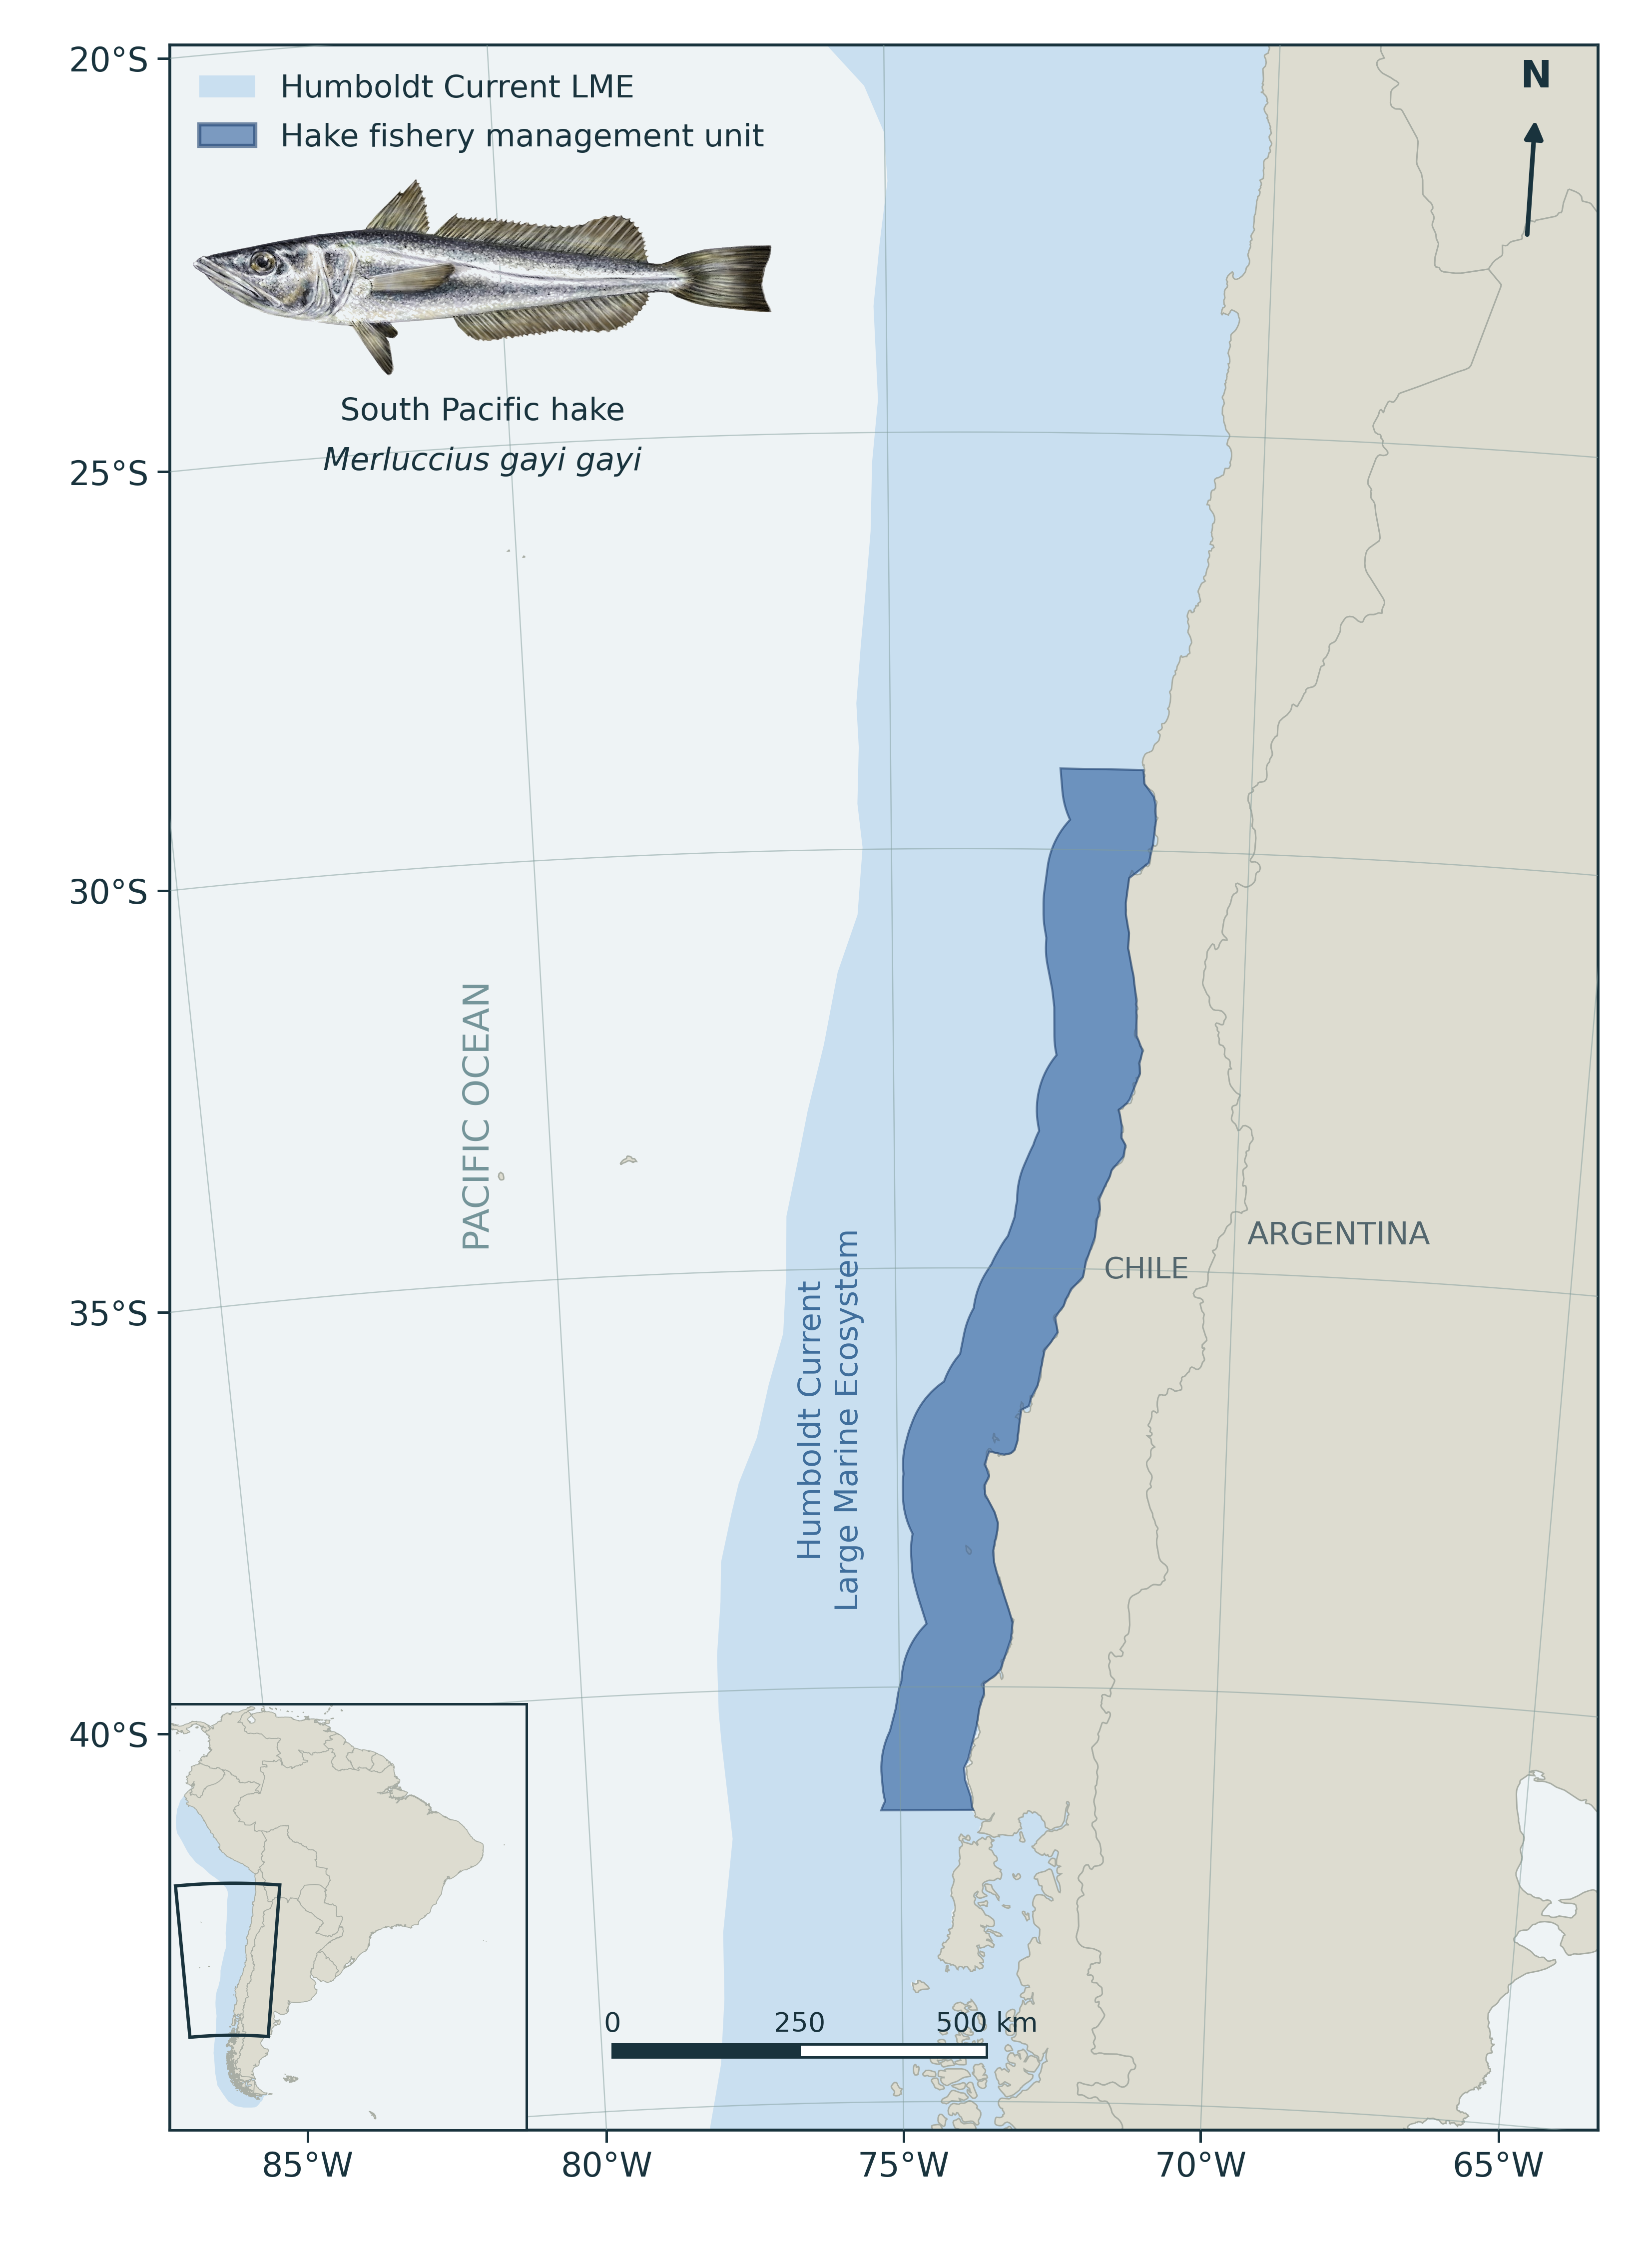 20°S
Humboldt Current LME
Hake fishery management unit
N
South Pacific hake
Merluccius gayi gayi
25°S
30°S
PACIFIC OCEAN
35°S
Humboldt Current
Large Marine Ecosystem
CHILE
ARGENTINA
40°S
0 250 500 km
85°W 80°W 75°W 70°W 65°W